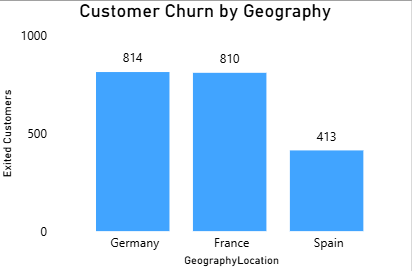 Customer Churn by Geography
1000
814
810
500
413
0
Exited Customers
Germany
France
Spain
GeographyLocation